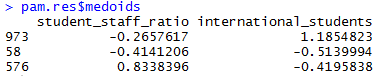 > pam.res$medoids
student_staff_ratio international_students
973 -0.2657617 1.1854823
58 -0.4141206 -0.5139994
576 0.8338396 -0.4195838